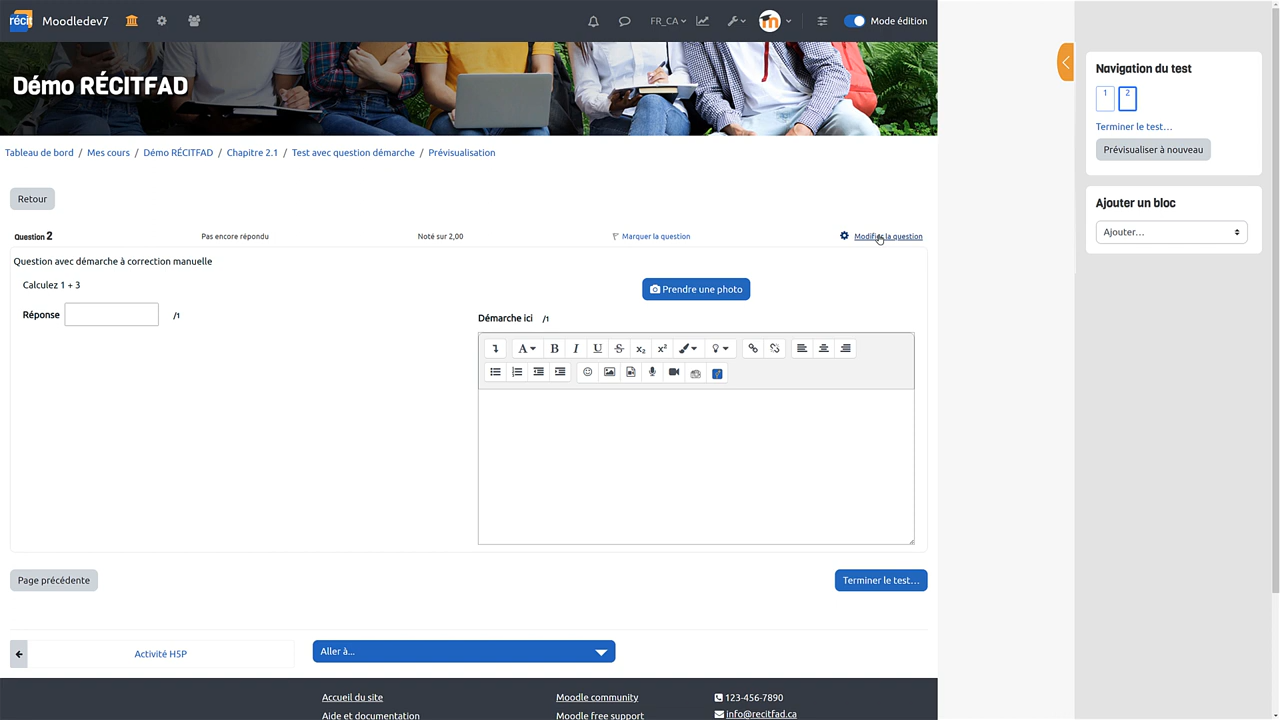 récit Moodledev7 FR_CA Mode édition
Démo RÉCITFAD
Tableau de bord / Mes cours / Démo RÉCITFAD / Chapitre 2.1 / Test avec question démarche / Prévisualisation
Retour
Question 2 Pas encore répondu Noté sur 2,00 Marquer la question Modifier la question
Question avec démarche à correction manuelle
Calculez 1 + 3
Prendre une photo
Réponse /1
Démarche ici /1
Page précédente Terminer le test…
Activité H5P Aller à...
Accueil du site Moodle community 123-456-7890
Aide et documentation Moodle free support info@recitfad.ca
Navigation du test
1 2
Terminer le test…
Prévisualiser à nouveau
Ajouter un bloc
Ajouter...